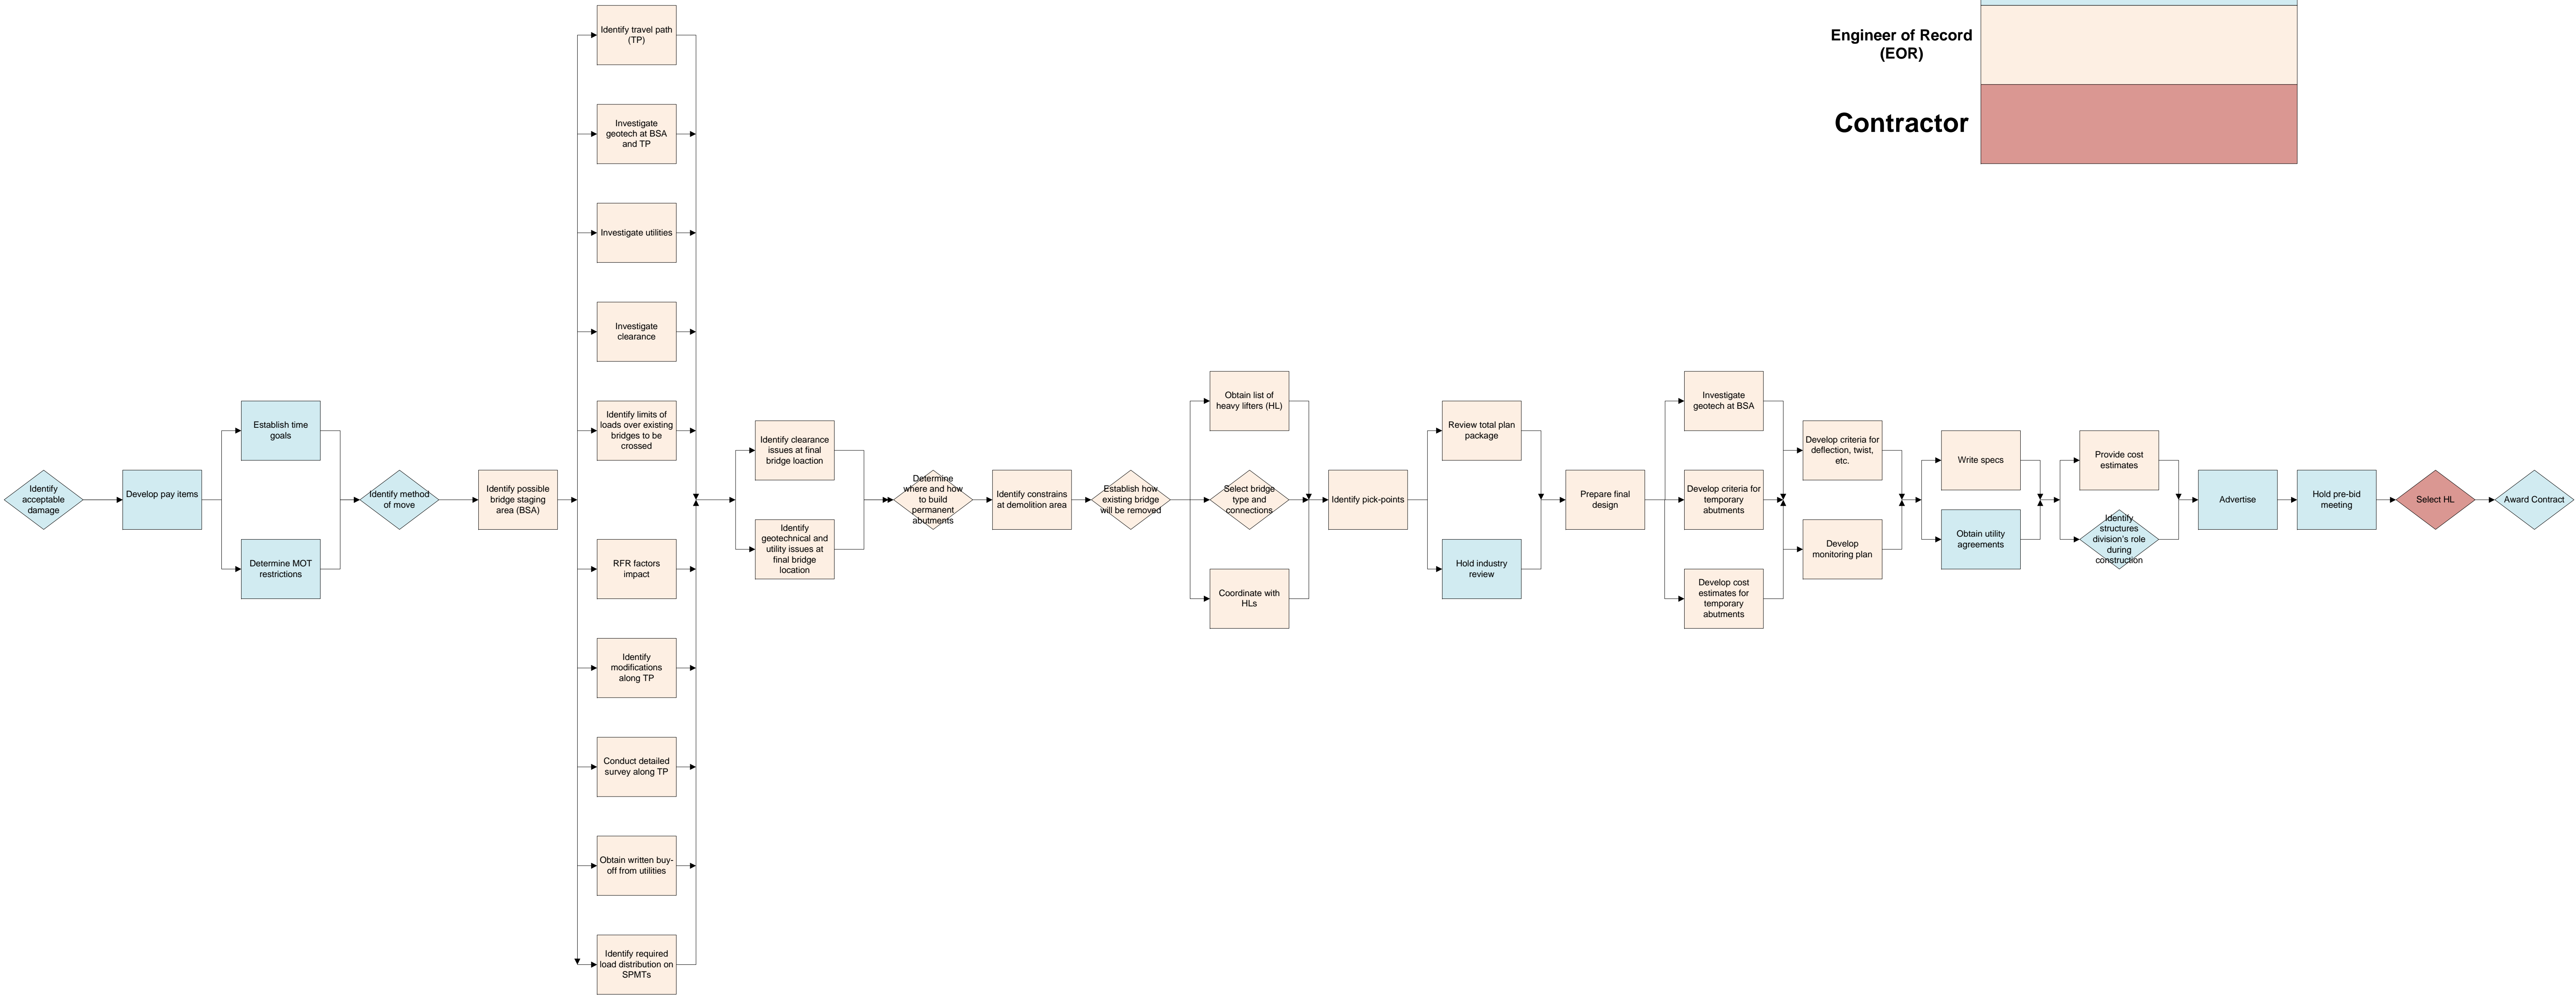 Identify travel path
(TP)
Investigate
geotech at BSA
and TP
Investigate utilities
Investigate
clearance
Identify limits of
loads over existing
bridges to be
crossed
RFR factors
impact
Identify
modifications
along TP
Conduct detailed
survey along TP
Obtain written buy-
off from utilities
Identify required
load distribution on
SPMTs
Engineer of Record
(EOR)
Contractor
Identify
acceptable
damage
Develop pay items
Establish time
goals
Determine MOT
restrictions
Identify method
of move
Identify possible
bridge staging
area (BSA)
Identify clearance
issues at final
bridge loaction
Identify
geotechnical and
utility issues at
final bridge
location
Determine
where and how
to build
permanent
abutments
Identify constrains
at demolition area
Establish how
existing bridge
will be removed
Obtain list of
heavy lifters (HL)
Select bridge
type and
connections
Coordinate with
HLs
Identify pick-points
Review total plan
package
Hold industry
review
Prepare final
design
Investigate
geotech at BSA
Develop criteria for
temporary
abutments
Develop cost
estimates for
temporary
abutments
Develop criteria for
deflection, twist,
etc.
Develop
monitoring plan
Write specs
Obtain utility
agreements
Provide cost
estimates
Identify
structures
division's role
during
construction
Advertise
Hold pre-bid
meeting
Select HL
Award Contract